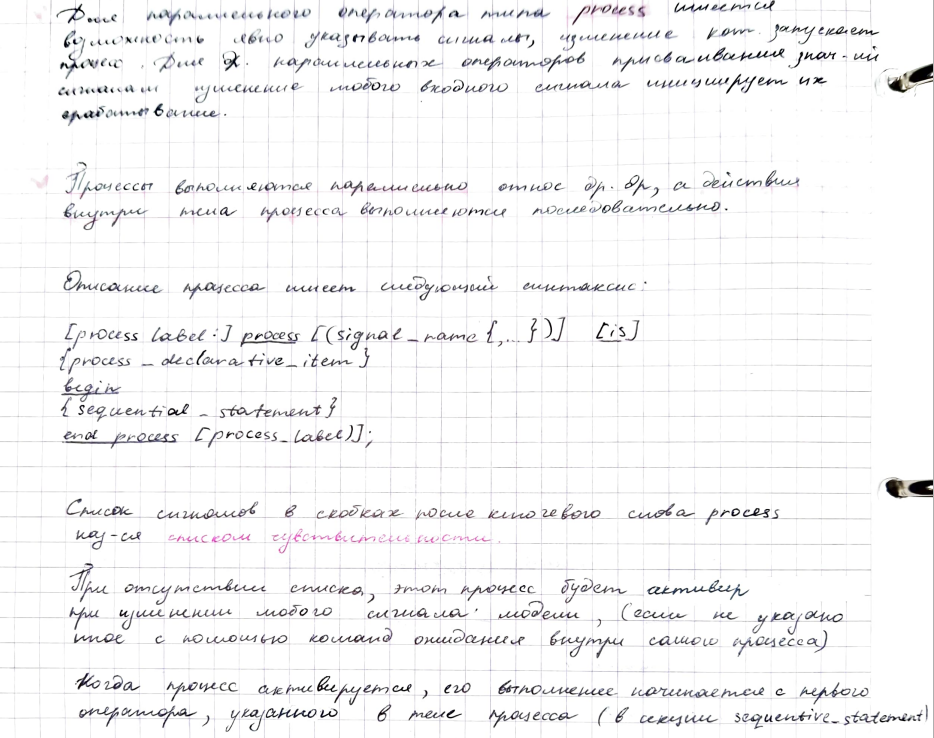 Для параллельного оператора типа process имеется
возможность явно указывать сигналы, изменение кот. запускает
процесс. Для параллельных операторов присваивания знач-ий
сигналам изменение любого входного сигнала инициирует их
срабатывание.
Процессы выполняются параллельно относ др. др, а действия
внутри тела процесса выполняются последовательно.
Описание процесса имеет следующий синтаксис:
[process label:] process [(signal_name {,...})] [is]
{process_declarative_item}
begin
{sequential_statement}
end process [process_label)];
Список сигналов в скобках после ключевого слова process
наз-ся списком чувствительности.
При отсутствии списка, этот процесс будет активир
при изменении любого сигнала модели, (если не указано
иное с помощью команд ожидания внутри самого процесса)
Когда процесс активируется, его выполнение начинается с первого
оператора, указанного в теле процесса (в секции sequentive_statement)